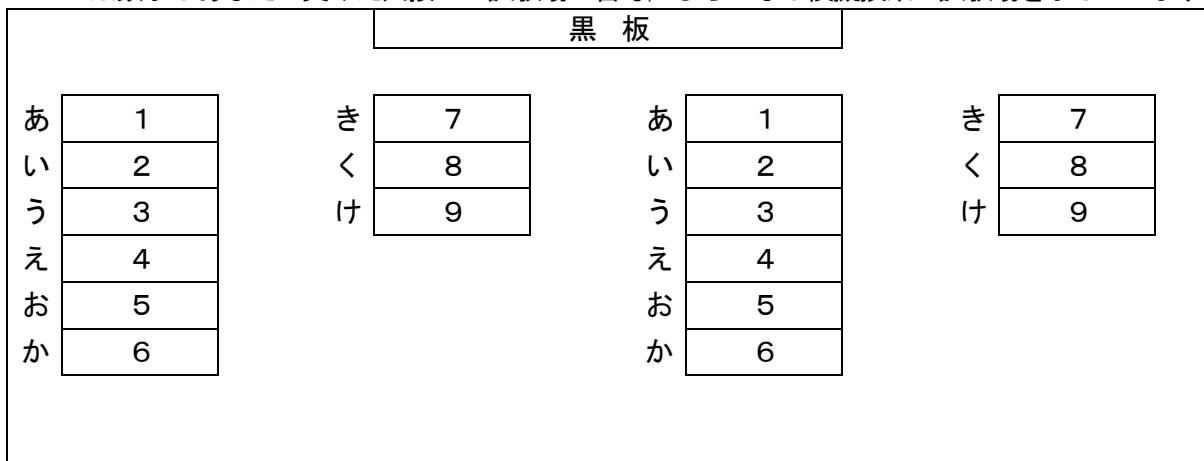 黒 板
あ 1 き 7 あ 1 き 7
い 2 く 8 い 2 く 8
う 3 け 9 う 3 け 9
え 4 え 4
お 5 お 5
か 6 か 6